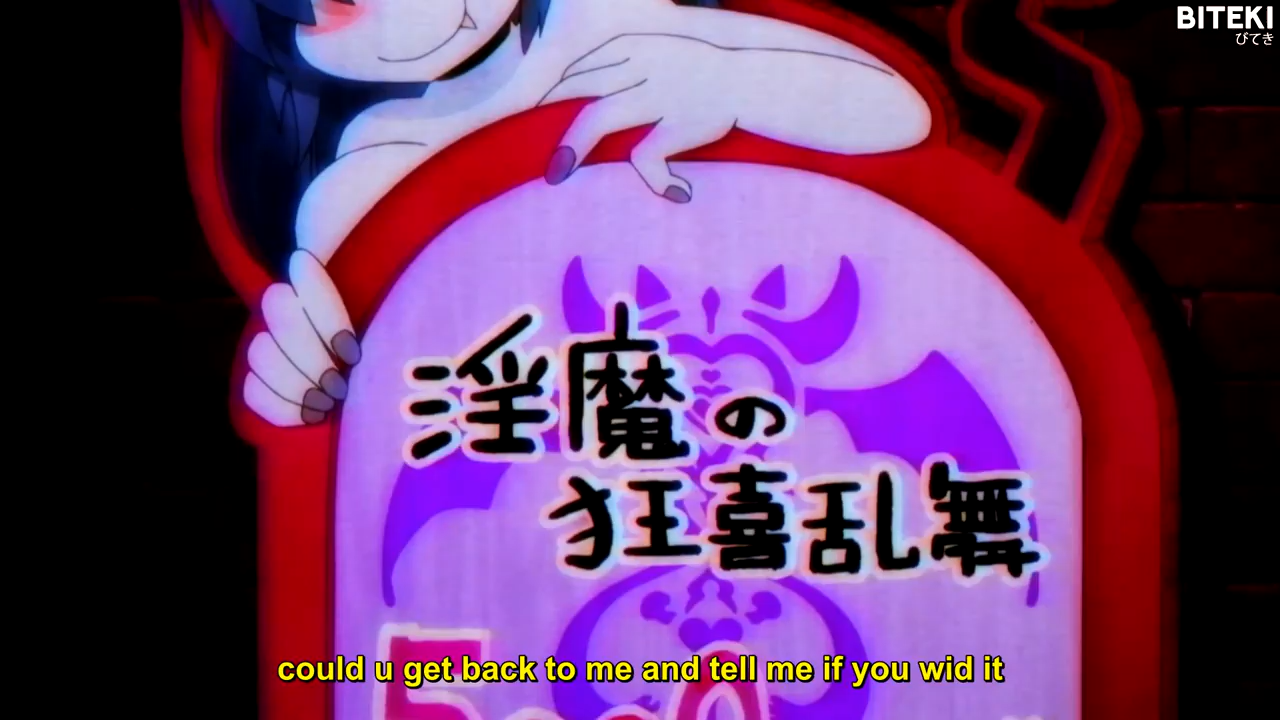 BITEKI
びてき
淫魔の
狂喜乱舞
could u get back to me and tell me if you wid it